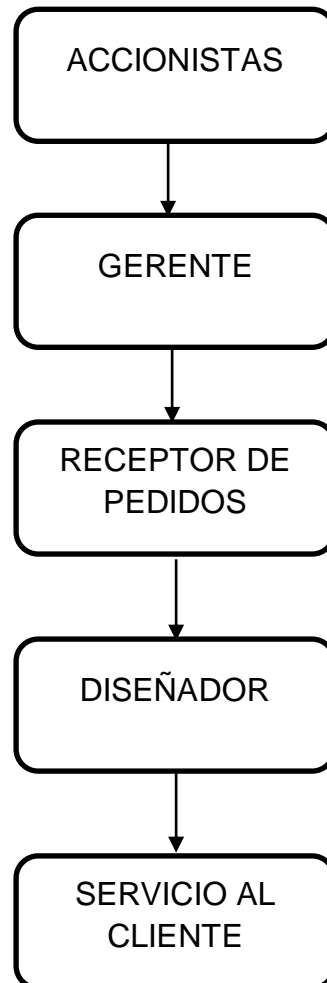 ACCIONISTAS
GERENTE
RECEPTOR DE
PEDIDOS
DISEÑADOR
SERVICIO AL
CLIENTE